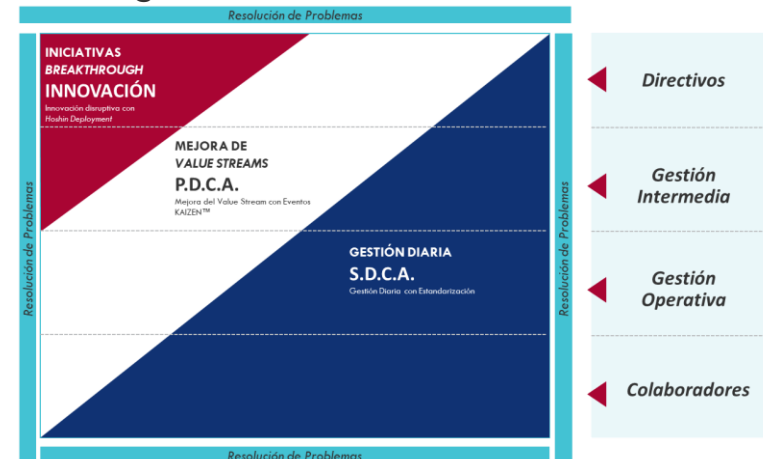 Resolución de Problemas
INICIATIVAS
BREAKTHROUGH
INNOVACIÓN
Innovación disruptiva con
Hoshin Deployment
MEJORA DE
VALUE STREAMS
P.D.C.A.
Mejora del Value Stream con Eventos
KAIZEN™
GESTIÓN DIARIA
S.D.C.A.
Gestión Diaria con Estandarización
Resolución de Problemas
Resolución de Problemas
Directivos
Gestión
Intermedia
Gestión
Operativa
Colaboradores
Resolución de Problemas